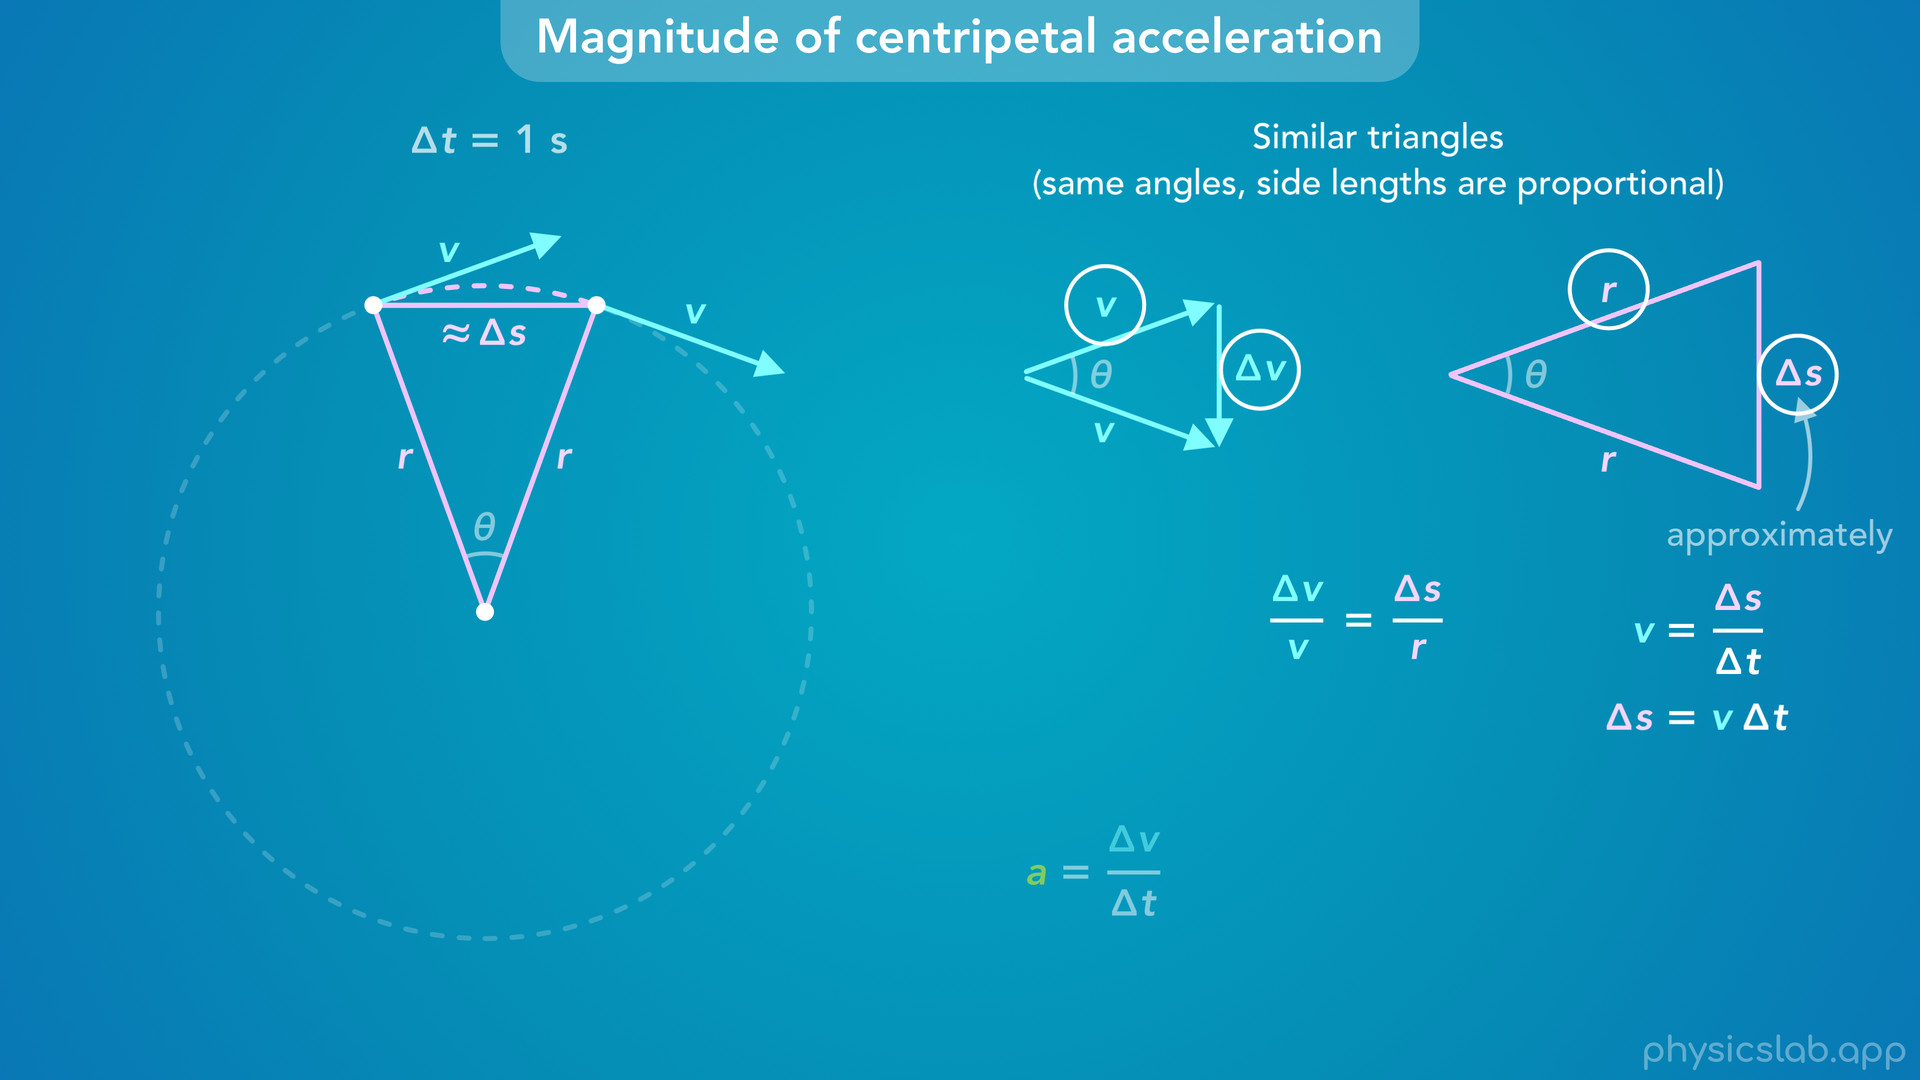 Magnitude of centripetal acceleration
Δt = 1 s
Similar triangles
(same angles, side lengths are proportional)
v
v
≈ Δs
r
r
θ
v
θ
Δv
v
r
θ
Δs
r
approximately
Δv/v = Δs/r
v = Δs/Δt
Δs = v Δt
a = Δv/Δt
physicslab.app